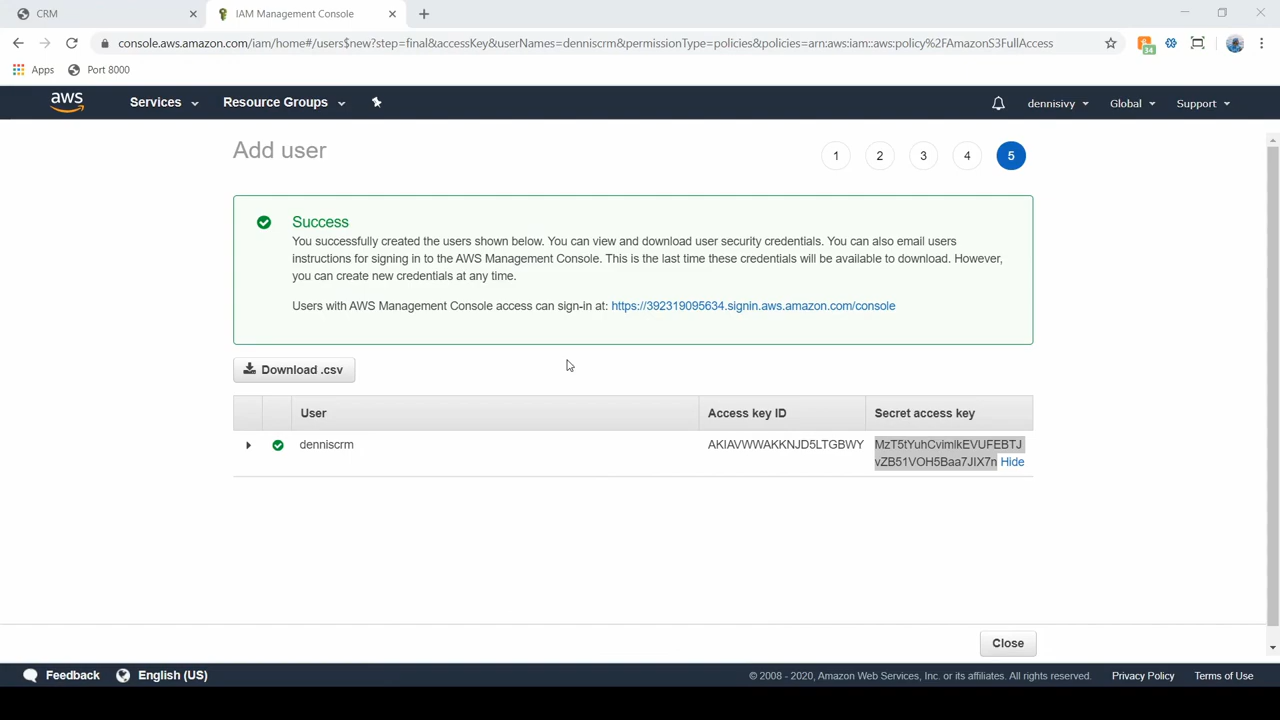 CRM
IAM Management Console
console.aws.amazon.com/iam/home#/users$new?step=final&accessKey&userNames=denniscrm&permissionType=policies&policies=arn:aws:iam::aws:policy%2FAmazonS3FullAccess
34
Apps
Port 8000
aws
Services
Resource Groups
dennisivy
Global
Support
Add user
1
2
3
4
5
Success
You successfully created the users shown below. You can view and download user security credentials. You can also email users
instructions for signing in to the AWS Management Console. This is the last time these credentials will be available to download. However,
you can create new credentials at any time.
Users with AWS Management Console access can sign-in at: https://392319095634.signin.aws.amazon.com/console
Download .csv
User
Access key ID
Secret access key
denniscrm
AKIAVWWAKKNJD5LTGBWY
MzT5tYuhCvimlkEVUFEBTJ
vZB51VOH5Baa7JIX7n Hide
Close
Feedback
English (US)
© 2008 - 2020, Amazon Web Services, Inc. or its affiliates. All rights reserved.
Privacy Policy
Terms of Use